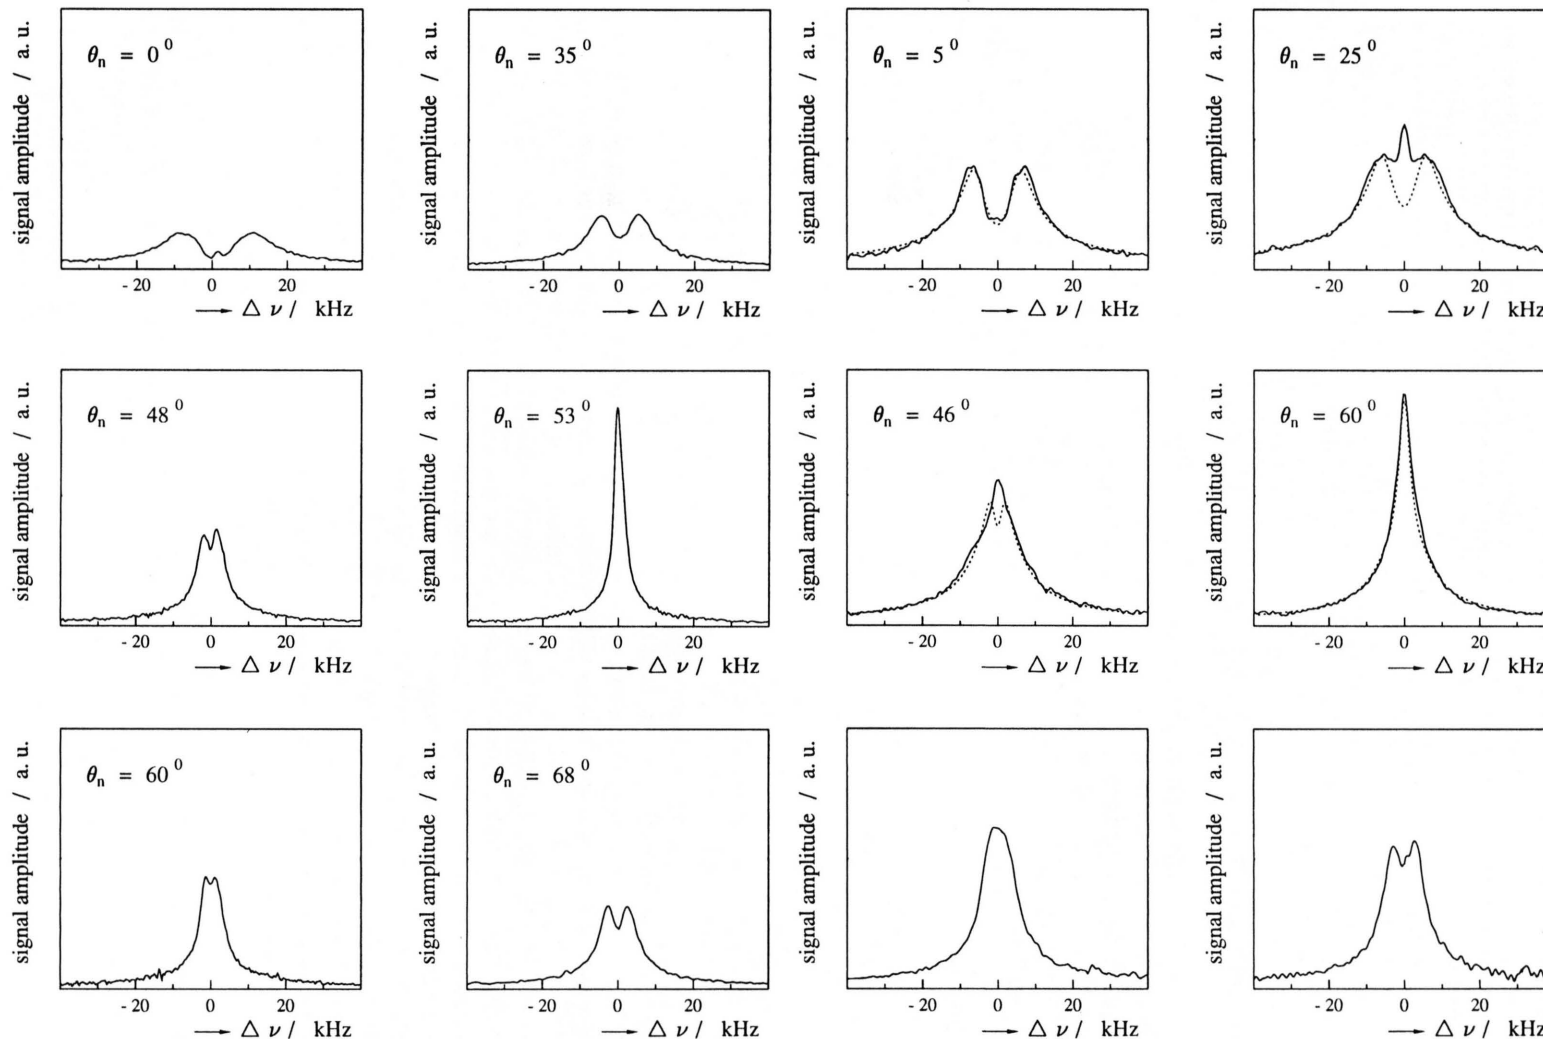 signal amplitude / a. u.
θn = 0⁰
- 20 0 20
→ △ ν / kHz
signal amplitude / a. u.
θn = 35⁰
- 20 0 20
→ △ ν / kHz
signal amplitude / a. u.
θn = 5⁰
- 20 0 20
→ △ ν / kHz
signal amplitude / a. u.
θn = 25⁰
- 20 0 20
→ △ ν / kHz
signal amplitude / a. u.
θn = 48⁰
- 20 0 20
→ △ ν / kHz
signal amplitude / a. u.
θn = 53⁰
- 20 0 20
→ △ ν / kHz
signal amplitude / a. u.
θn = 46⁰
- 20 0 20
→ △ ν / kHz
signal amplitude / a. u.
θn = 60⁰
- 20 0 20
→ △ ν / kHz
signal amplitude / a. u.
θn = 60⁰
- 20 0 20
→ △ ν / kHz
signal amplitude / a. u.
θn = 68⁰
- 20 0 20
→ △ ν / kHz
signal amplitude / a. u.
- 20 0 20
→ △ ν / kHz
signal amplitude / a. u.
- 20 0 20
→ △ ν / kHz